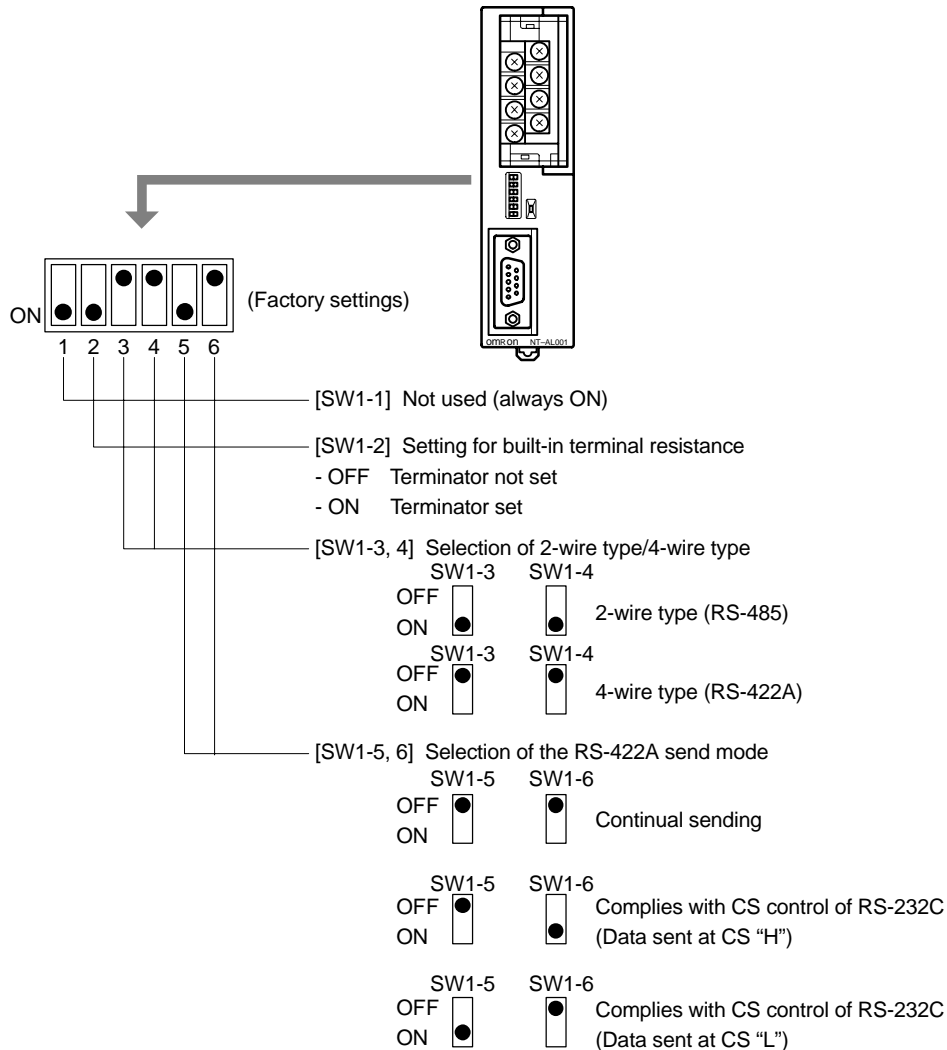 omron NT-AL001
(Factory settings)
ON
1 2 3 4 5 6
[SW1-1] Not used (always ON)
[SW1-2] Setting for built-in terminal resistance
- OFF Terminator not set
- ON Terminator set
[SW1-3, 4] Selection of 2-wire type/4-wire type
SW1-3 SW1-4
OFF
ON
2-wire type (RS-485)
SW1-3 SW1-4
OFF
ON
4-wire type (RS-422A)
[SW1-5, 6] Selection of the RS-422A send mode
SW1-5 SW1-6
OFF
ON
Continual sending
SW1-5 SW1-6
OFF
ON
Complies with CS control of RS-232C
(Data sent at CS “H”)
SW1-5 SW1-6
OFF
ON
Complies with CS control of RS-232C
(Data sent at CS “L”)